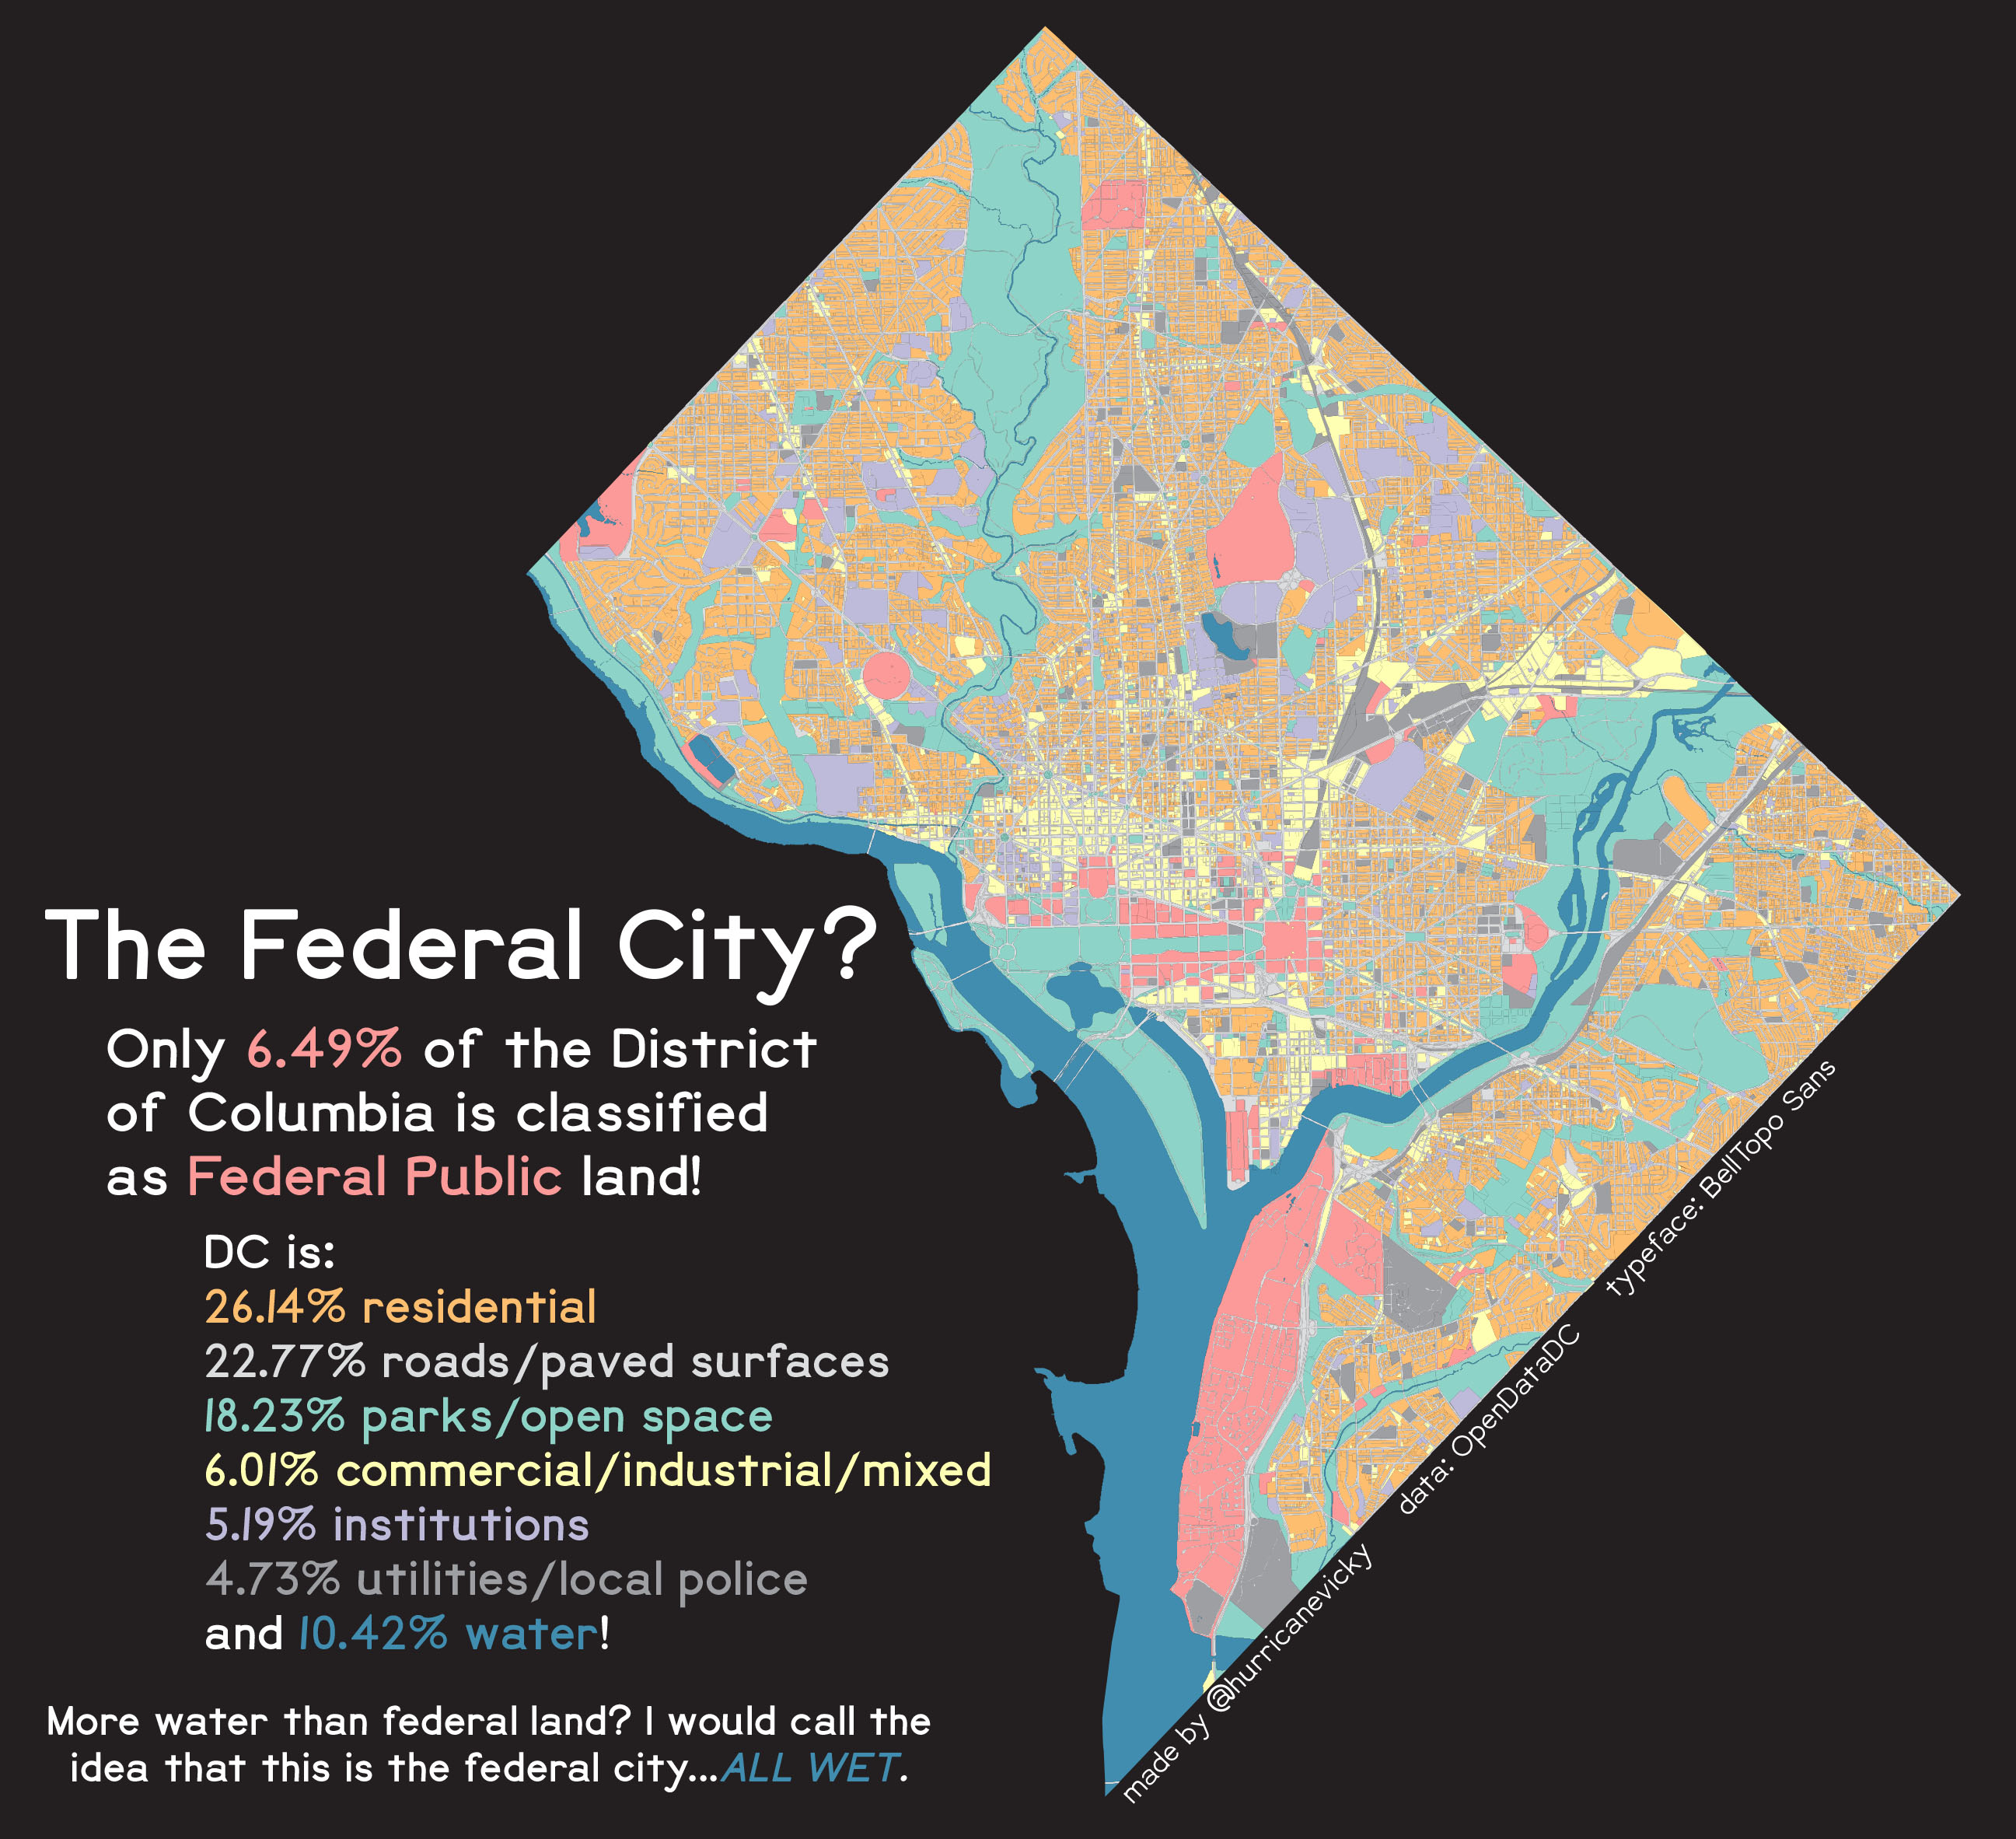 The Federal City?
Only 6.49% of the District
of Columbia is classified
as Federal Public land!
DC is:
26.14% residential
22.77% roads/paved surfaces
18.23% parks/open space
6.01% commercial/industrial/mixed
5.19% institutions
4.73% utilities/local police
and 10.42% water!
More water than federal land? I would call the
idea that this is the federal city...ALL WET.
made by @hurricanevicky
data: OpenDataDC
typeface: BellTopo Sans